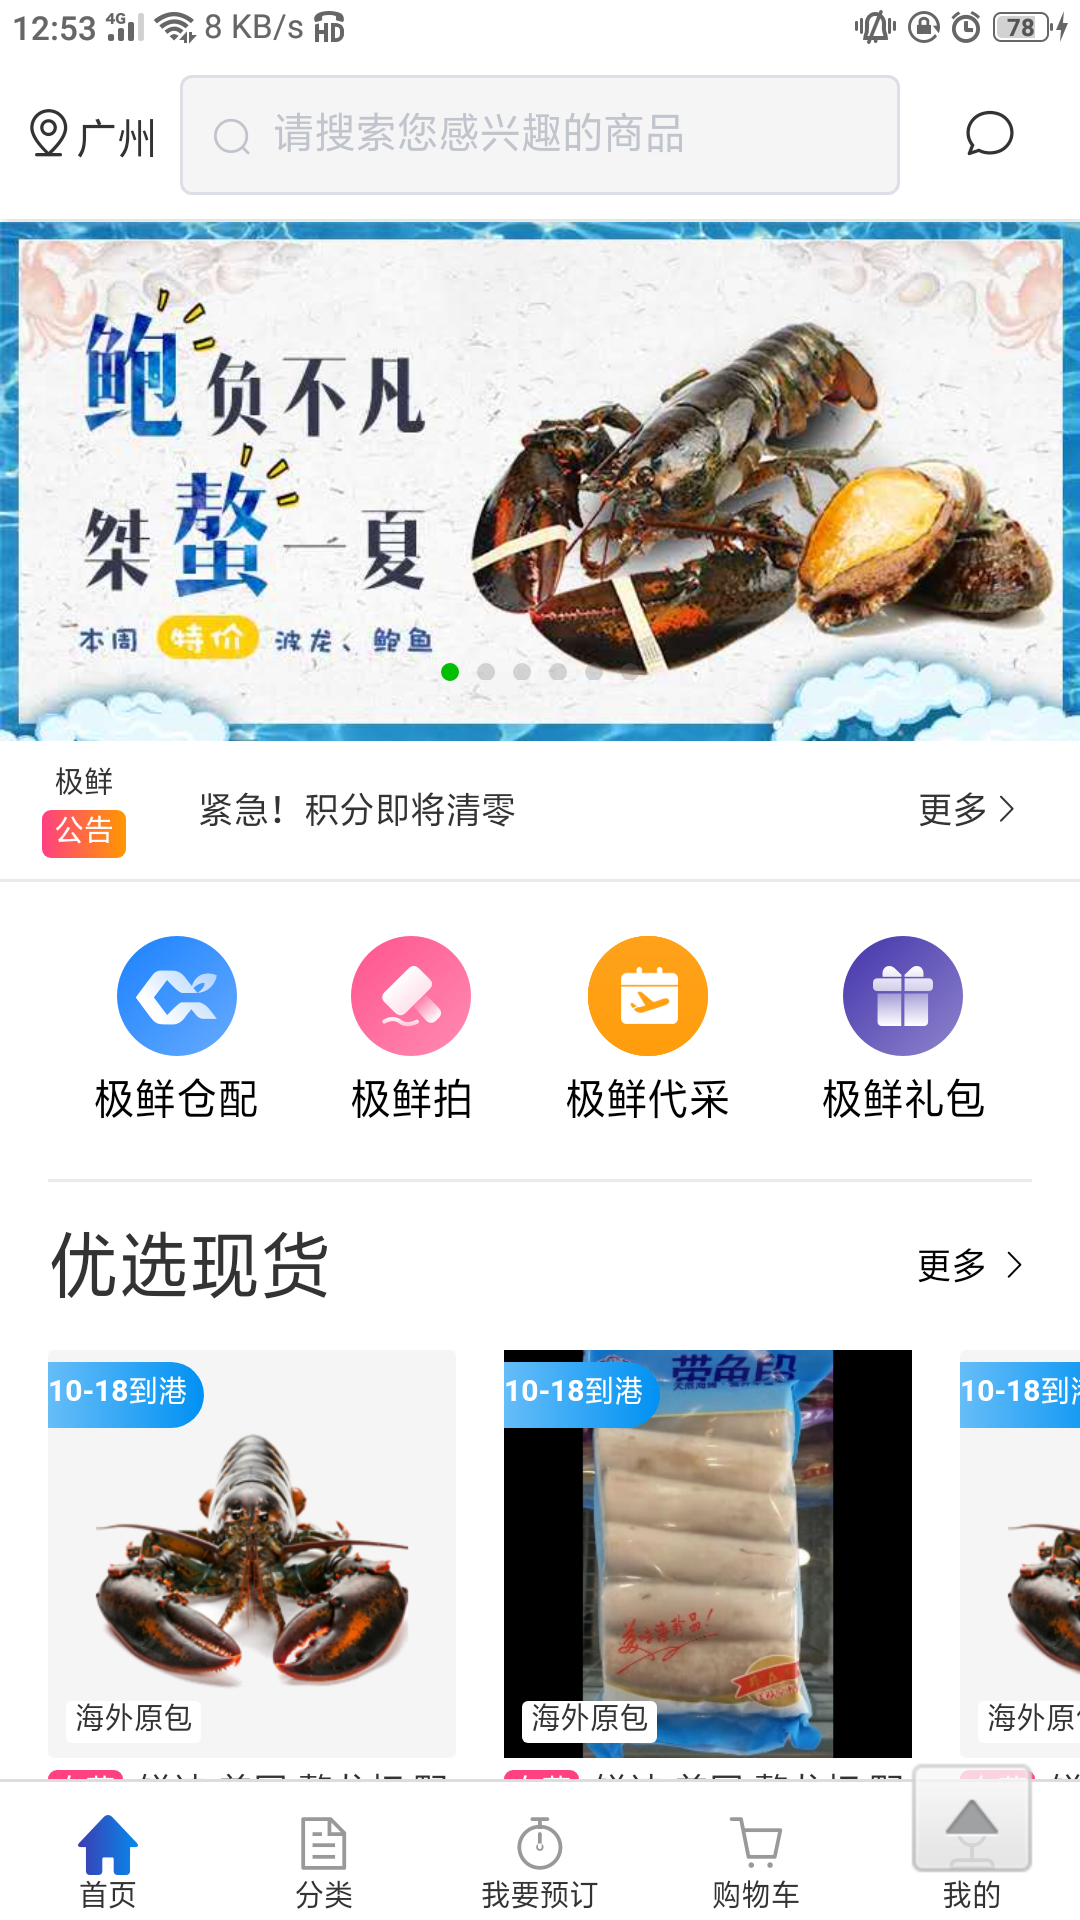 12:53 4G 8 KB/s HD 78
广州
请搜索您感兴趣的商品
鲍负不凡
桀螯一夏
本周 特价 波龙、鲍鱼
极鲜
公告
紧急！积分即将清零
更多
极鲜仓配 极鲜拍 极鲜代采 极鲜礼包
优选现货
更多
10-18到港 10-18到港 10-18到
带鱼段
海外原包 海外原包 海外原
首页 分类 我要预订 购物车 我的